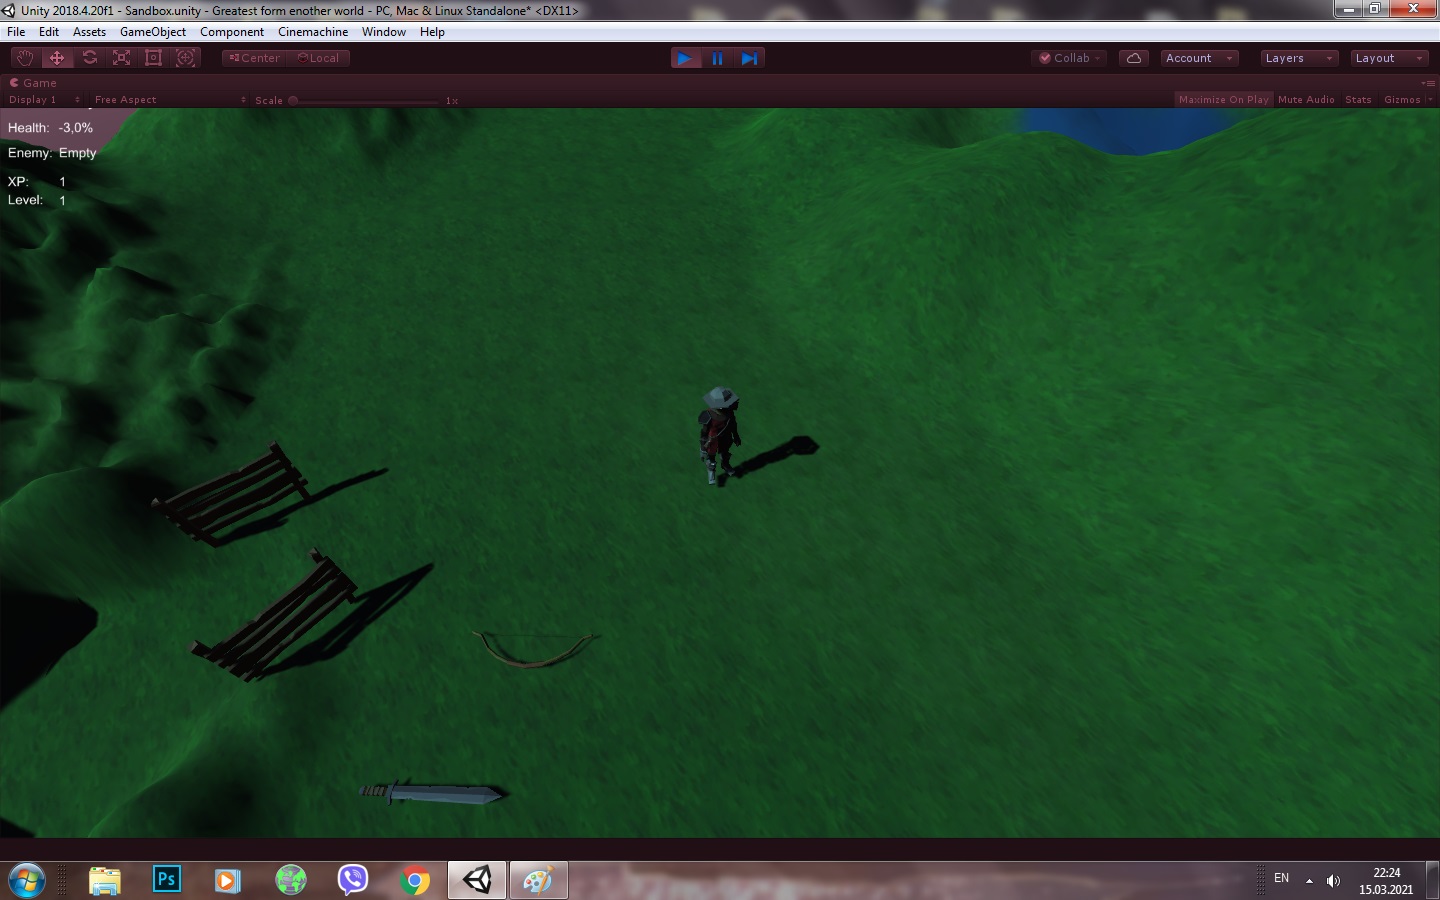 Unity 2018.4.20f1 - Sandbox.unity - Greatest form enother world - PC, Mac & Linux Standalone* <DX11>
File Edit Assets GameObject Component Cinemachine Window Help
Center Local Collab Account Layers Layout
Game
Display 1 Free Aspect Scale 1x Maximize On Play Mute Audio Stats Gizmos
Health: -3,0%
Enemy: Empty
XP: 1
Level: 1
Ps
EN
22:24
15.03.2021